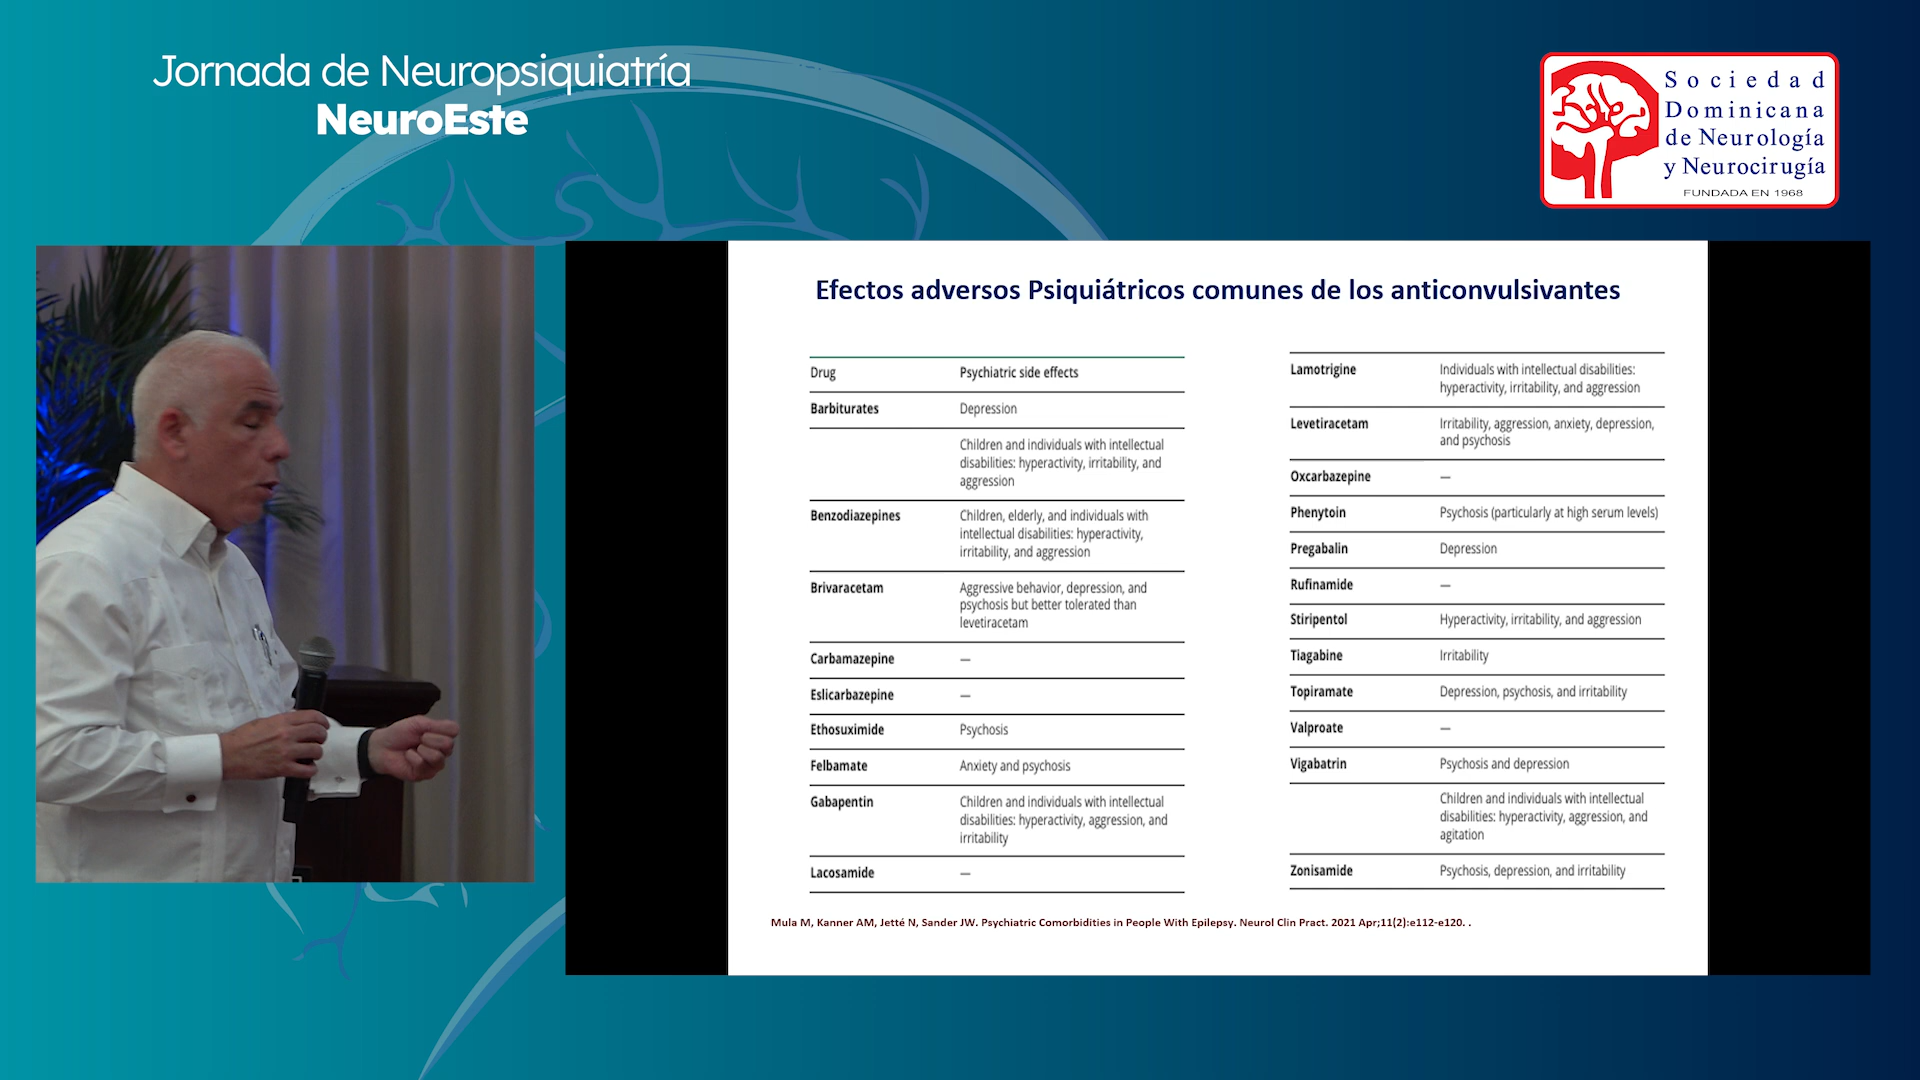 Jornada de Neuropsiquiatría
NeuroEste
Sociedad
Dominicana
de Neurología
y Neurocirugía
FUNDADA EN 1968
Efectos adversos Psiquiátricos comunes de los anticonvulsivantes
Drug Psychiatric side effects
Barbiturates Depression
Children and individuals with intellectual
disabilities: hyperactivity, irritability, and
aggression
Benzodiazepines Children, elderly, and individuals with
intellectual disabilities: hyperactivity,
irritability, and aggression
Brivaracetam Aggressive behavior, depression, and
psychosis but better tolerated than
levetiracetam
Carbamazepine —
Eslicarbazepine —
Ethosuximide Psychosis
Felbamate Anxiety and psychosis
Gabapentin Children and individuals with intellectual
disabilities: hyperactivity, aggression, and
irritability
Lacosamide —
Lamotrigine Individuals with intellectual disabilities:
hyperactivity, irritability, and aggression
Levetiracetam Irritability, aggression, anxiety, depression,
and psychosis
Oxcarbazepine —
Phenytoin Psychosis (particularly at high serum levels)
Pregabalin Depression
Rufinamide —
Stiripentol Hyperactivity, irritability, and aggression
Tiagabine Irritability
Topiramate Depression, psychosis, and irritability
Valproate —
Vigabatrin Psychosis and depression
Children and individuals with intellectual
disabilities: hyperactivity, aggression, and
agitation
Zonisamide Psychosis, depression, and irritability
Mula M, Kanner AM, Jetté N, Sander JW. Psychiatric Comorbidities in People With Epilepsy. Neurol Clin Pract. 2021 Apr;11(2):e112-e120. .